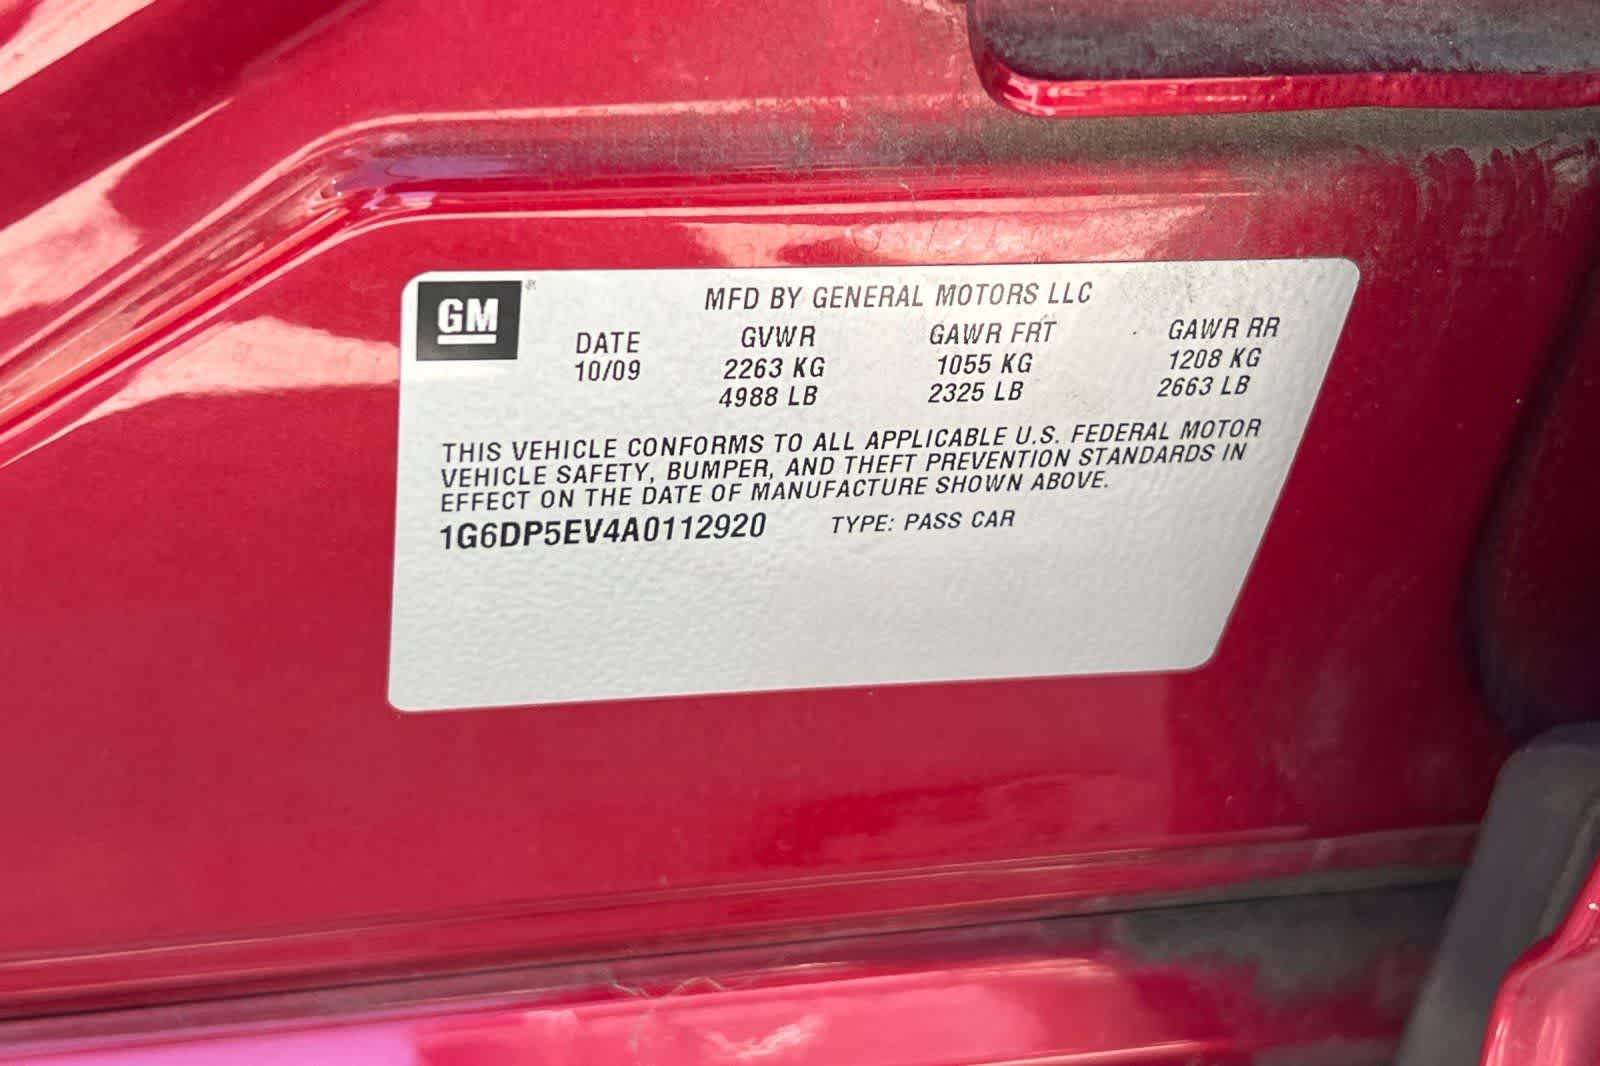 GM ®
MFD BY GENERAL MOTORS LLC
DATE GVWR GAWR FRT GAWR RR
10/09 2263 KG 1055 KG 1208 KG
4988 LB 2325 LB 2663 LB
THIS VEHICLE CONFORMS TO ALL APPLICABLE U.S. FEDERAL MOTOR
VEHICLE SAFETY, BUMPER, AND THEFT PREVENTION STANDARDS IN
EFFECT ON THE DATE OF MANUFACTURE SHOWN ABOVE.
1G6DP5EV4A0112920 TYPE: PASS CAR